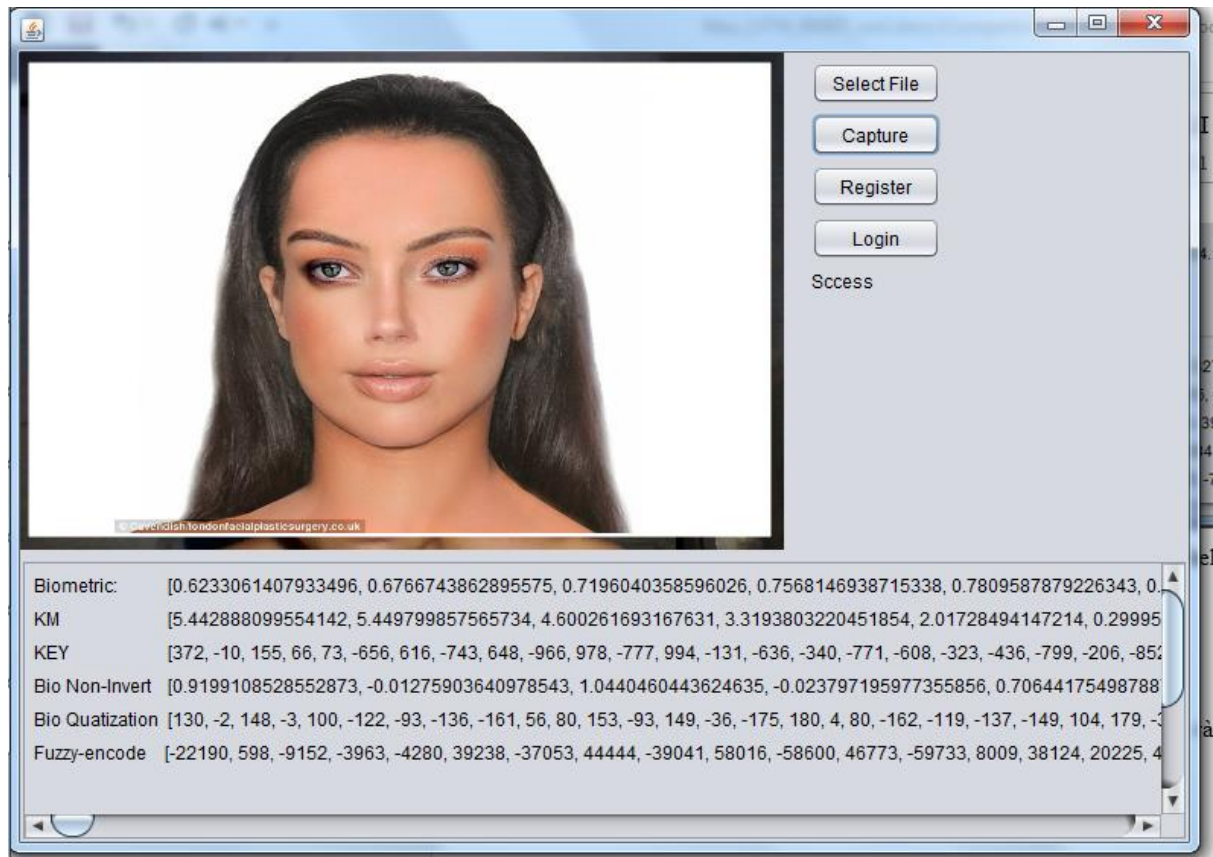 Select File
Capture
Register
Login
Sccess
© Cavendish/londonfacialplasticsurgery.co.uk
Biometric: [0.6233061407933496, 0.6766743862895575, 0.7196040358596026, 0.7568146938715338, 0.7809587879226343, 0.
KM [5.442888099554142, 5.449799857565734, 4.600261693167631, 3.3193803220451854, 2.01728494147214, 0.29995
KEY [372, -10, 155, 66, 73, -656, 616, -743, 648, -966, 978, -777, 994, -131, -636, -340, -771, -608, -323, -436, -799, -206, -852
Bio Non-Invert [0.9199108528552873, -0.01275903640978543, 1.0440460443624635, -0.023797195977355856, 0.70644175498788
Bio Quatization [130, -2, 148, -3, 100, -122, -93, -136, -161, 56, 80, 153, -93, 149, -36, -175, 180, 4, 80, -162, -119, -137, -149, 104, 179, -3
Fuzzy-encode [-22190, 598, -9152, -3963, -4280, 39238, -37053, 44444, -39041, 58016, -58600, 46773, -59733, 8009, 38124, 20225, 4